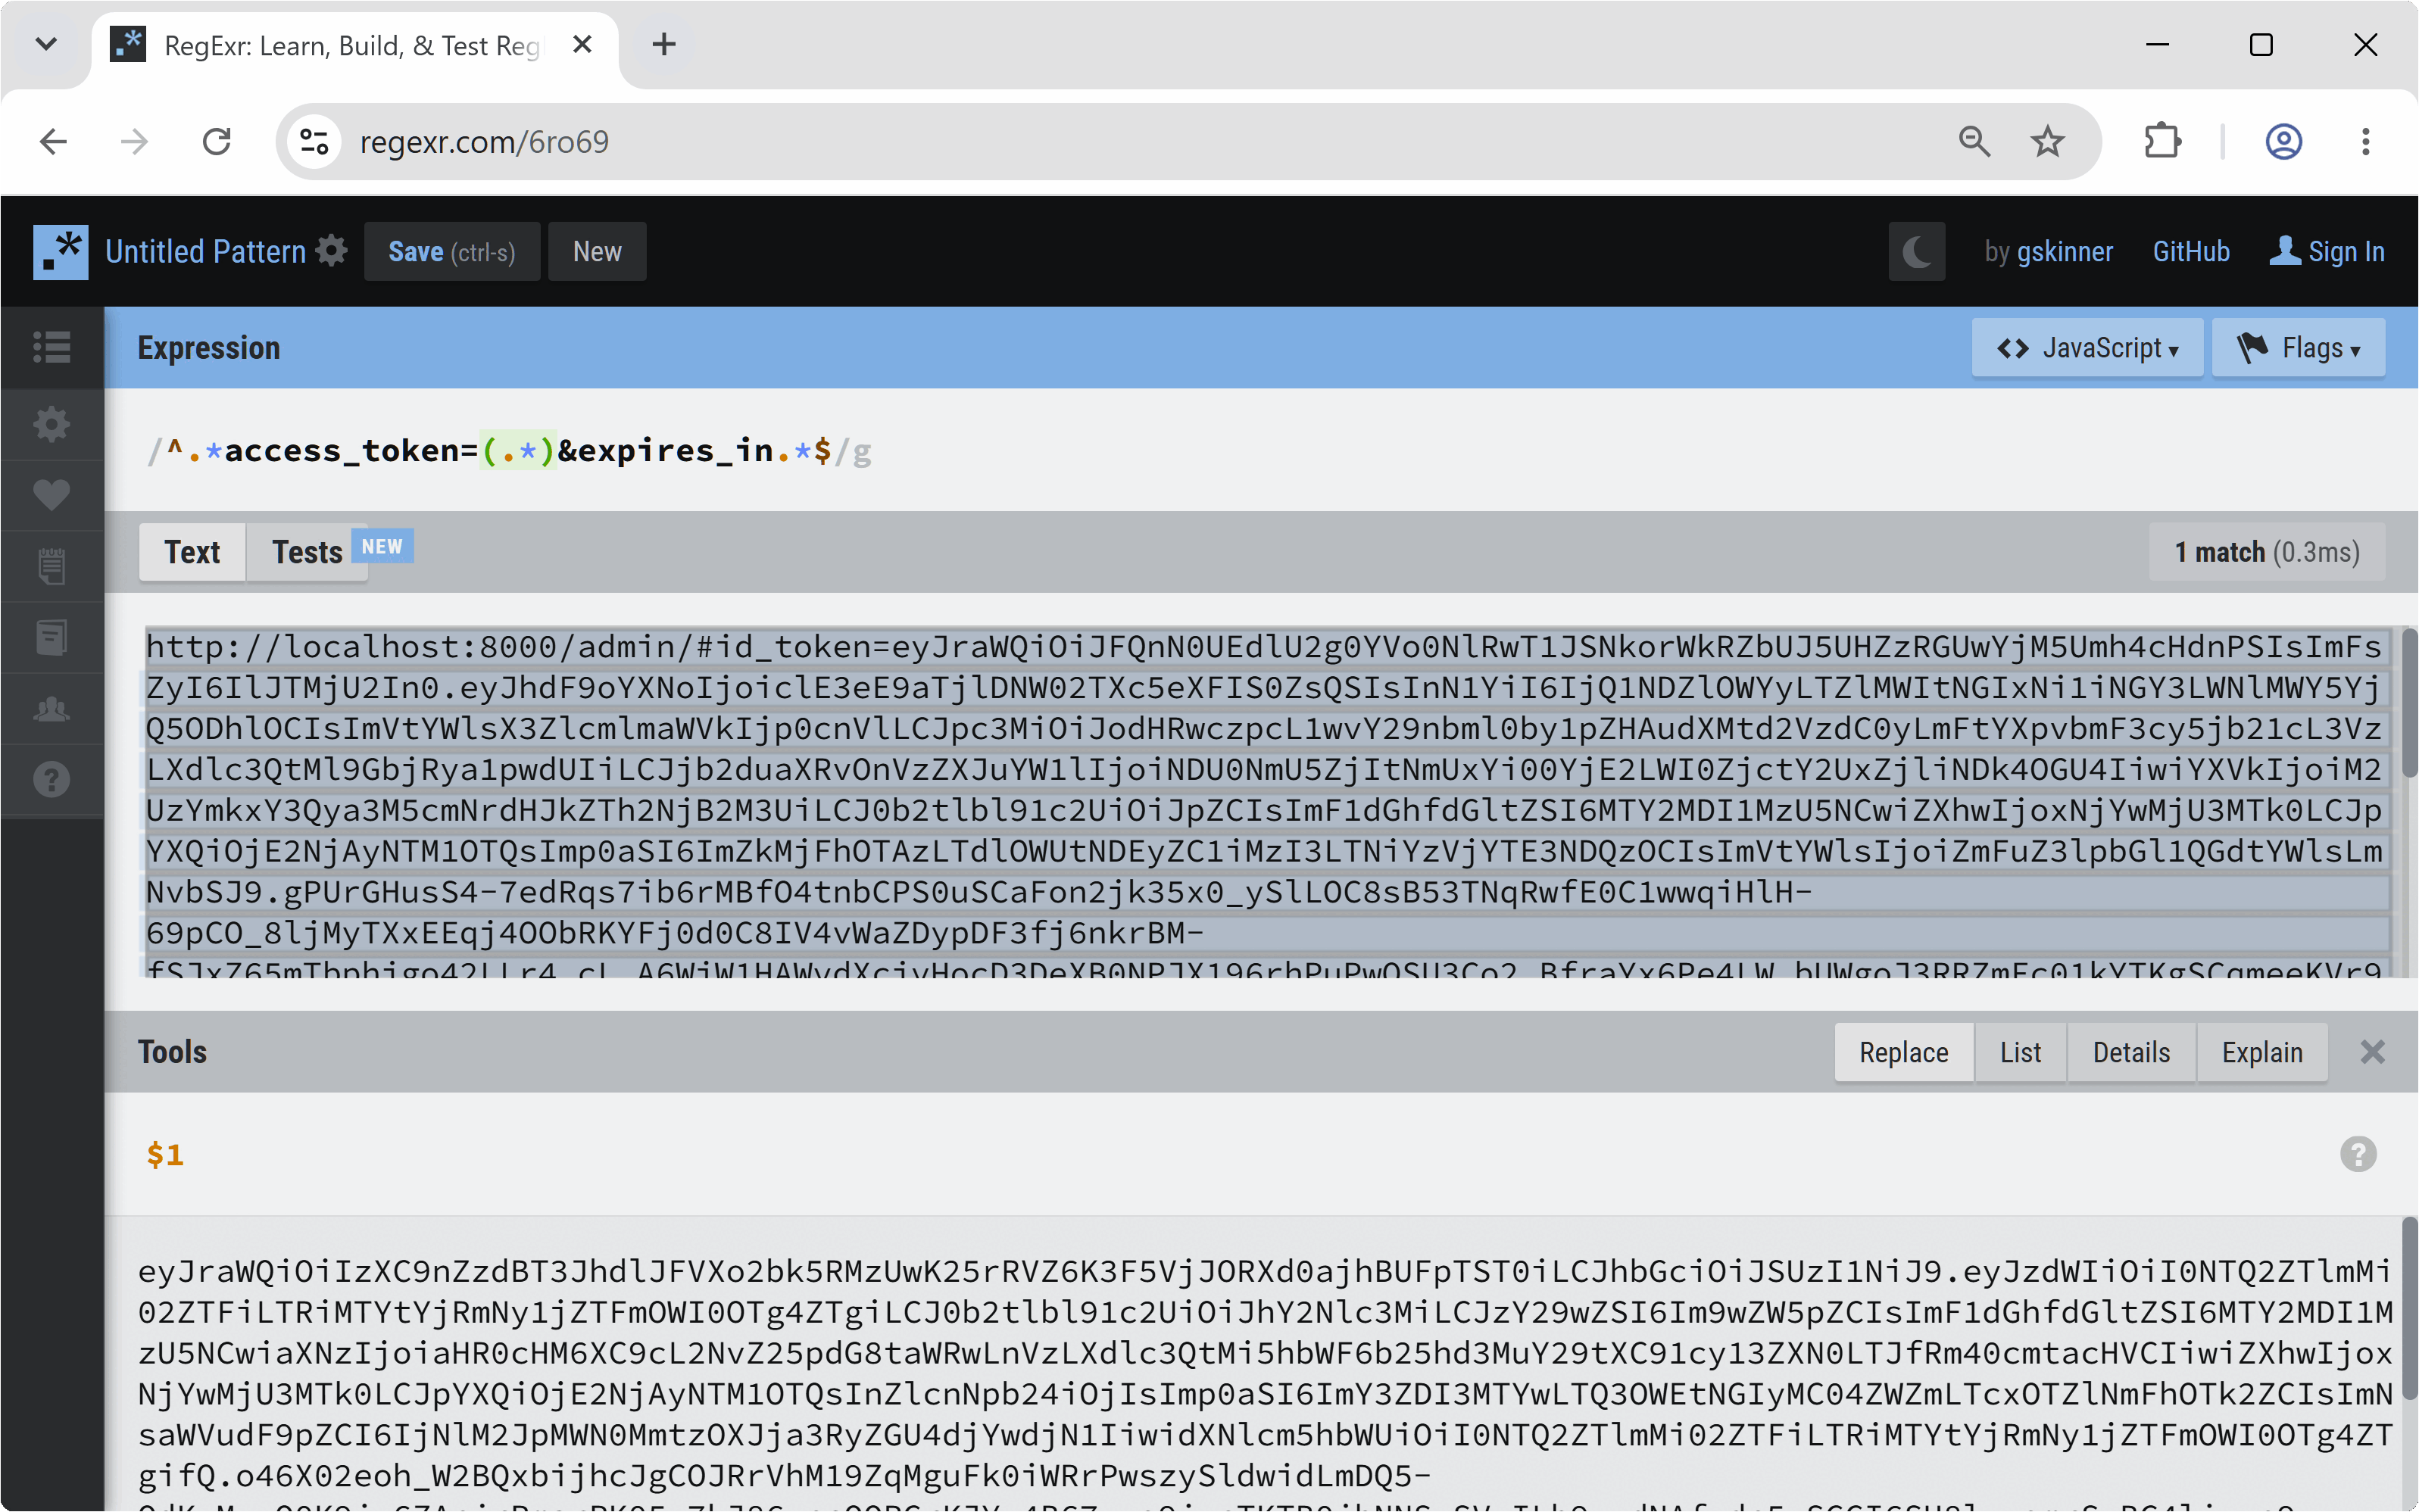 RegExr: Learn, Build, & Test Reg
regexr.com/6ro69
Untitled Pattern
Save (ctrl-s)
New
by gskinner
GitHub
Sign In
Expression
JavaScript
Flags
/^.*access_token=(.*)&expires_in.*$/g
Text
Tests
NEW
1 match (0.3ms)
http://localhost:8000/admin/#id_token=eyJraWQiOiJFQnN0UEdlU2g0YVo0NlRwT1JSNkorWkRZbUJ5UHZzRGUwYjM5Umh4cHdnPSIsImFs
ZyI6IlJTMjU2In0.eyJhdF9oYXNoIjoiclE3eE9aTjlDNW02TXc5eXFIS0ZsQSIsInN1YiI6IjQ1NDZlOWYyLTZlMWItNGIxNi1iNGY3LWNlMWY5Yj
Q5ODhlOCIsImVtYWlsX3ZlcmlmaWVkIjp0cnVlLCJpc3MiOiJodHRwczpcL1wvY29nbml0by1pZHAudXMtd2VzdC0yLmFtYXpvbmF3cy5jb21cL3Vz
LXdlc3QtMl9GbjRya1pwdUIiLCJjb2duaXRvOnVzZXJuYW1lIjoiNDU0NmU5ZjItNmUxYi00YjE2LWI0ZjctY2UxZjliNDk4OGU4IiwiYXVkIjoiM2
UzYmkxY3Qya3M5cmNrdHJkZTh2NjB2M3UiLCJ0b2tlbl91c2UiOiJpZCIsImF1dGhfdGltZSI6MTY2MDI1MzU5NCwiZXhwIjoxNjYwMjU3MTk0LCJp
YXQiOjE2NjAyNTM1OTQsImp0aSI6ImZkMjFhOTAzLTdlOWUtNDEyZC1iMzI3LTNiYzVjYTE3NDQzOCIsImVtYWlsIjoiZmFuZ3lpbGl1QGdtYWlsLm
NvbSJ9.gPUrGHusS4-7edRqs7ib6rMBfO4tnbCPS0uSCaFon2jk35x0_ySlLOC8sB53TNqRwfE0C1wwqiHlH-
69pCO_8ljMyTXxEEqj4OObRKYFj0d0C8IV4vWaZDypDF3fj6nkrBM-
Tools
Replace
List
Details
Explain
$1
eyJraWQiOiIzXC9nZzdBT3JhdlJFVXo2bk5RMzUwK25rRVZ6K3F5VjJORXd0ajhBUFpTST0iLCJhbGciOiJSUzI1NiJ9.eyJzdWIiOiI0NTQ2ZTlmMi
02ZTFiLTRiMTYtYjRmNy1jZTFmOWI0OTg4ZTgiLCJ0b2tlbl91c2UiOiJhY2Nlc3MiLCJzY29wZSI6Im9wZW5pZCIsImF1dGhfdGltZSI6MTY2MDI1M
zU5NCwiaXNzIjoiaHR0cHM6XC9cL2NvZ25pdG8taWRwLnVzLXdlc3QtMi5hbWF6b25hd3MuY29tXC91cy13ZXN0LTJfRm40cmtacHVCIiwiZXhwIjox
NjYwMjU3MTk0LCJpYXQiOjE2NjAyNTM1OTQsInZlcnNpb24iOjIsImp0aSI6ImY3ZDI3MTYwLTQ3OWEtNGIyMC04ZWZmLTcxOTZlNmFhOTk2ZCIsImN
saWVudF9pZCI6IjNlM2JpMWN0MmtzOXJja3RyZGU4djYwdjN1IiwidXNlcm5hbWUiOiI0NTQ2ZTlmMi02ZTFiLTRiMTYtYjRmNy1jZTFmOWI0OTg4ZT
gifQ.o46X02eoh_W2BQxbijhcJgCOJRrVhM19ZqMguFk0iWRrPwszySldwidLmDQ5-